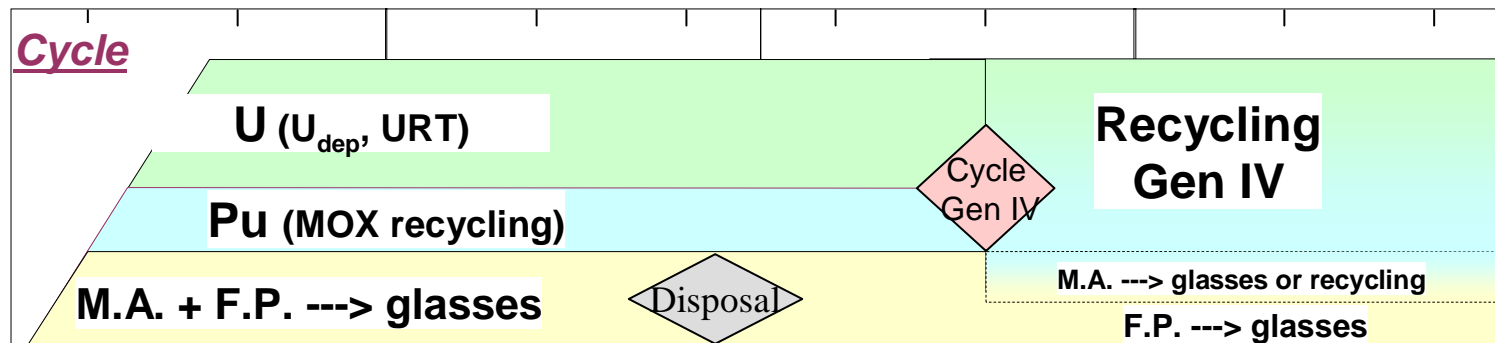 Cycle
U (Udep, URT)
Pu (MOX recycling)
M.A. + F.P. ---> glasses
Disposal
Cycle
Gen IV
Recycling
Gen IV
M.A. ---> glasses or recycling
F.P. ---> glasses